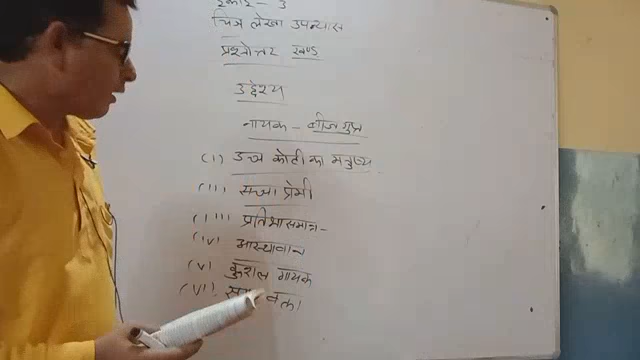 इकाई - 3
चित्र लेखा उपन्यास
प्रश्नोत्तर खण्ड
उद्देश्य
नायक - बीजगुप्त
(i) उच्च कोटी का मनुष्य
(ii) सच्चा प्रेमी
(iii) प्रतिभासम्पन्न -
(iv) आस्थावान
(v) कुशल गायक
(vi)